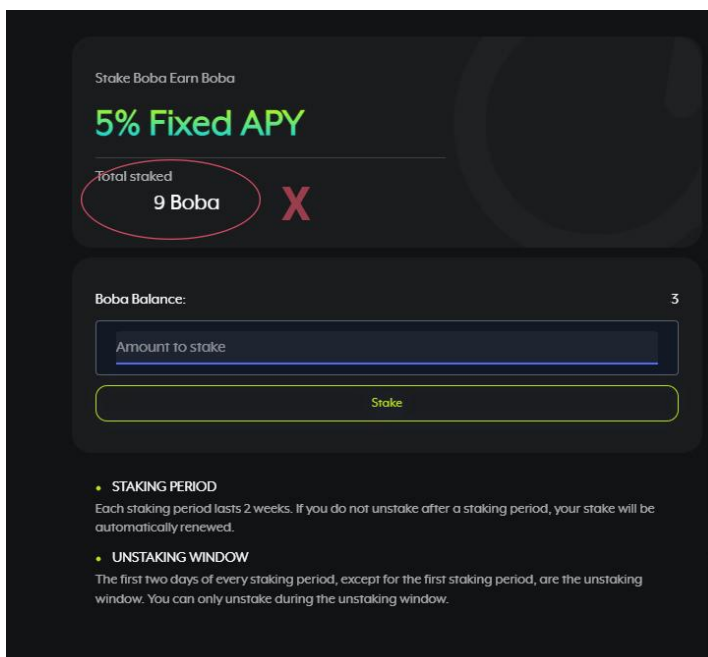 Stake Boba Earn Boba
5% Fixed APY
Total staked
9 Boba
X
Boba Balance: 3
Amount to stake
Stake
• STAKING PERIOD
Each staking period lasts 2 weeks. If you do not unstake after a staking period, your stake will be
automatically renewed.
• UNSTAKING WINDOW
The first two days of every staking period, except for the first staking period, are the unstaking
window. You can only unstake during the unstaking window.